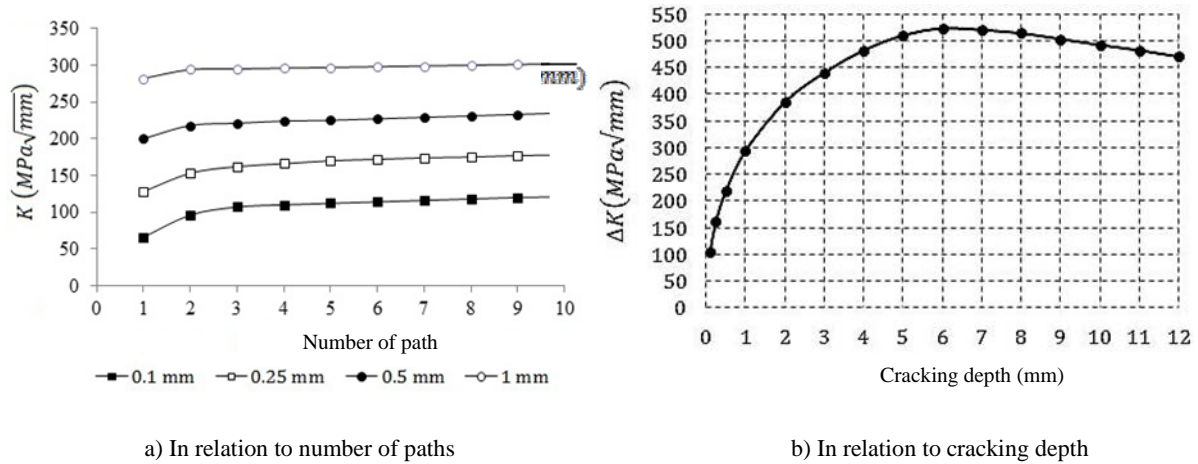 350
300
250
200
150
100
50
0
K (MPa√mm)
0 1 2 3 4 5 6 7 8 9 10
mm)
Number of path
0.1 mm 0.25 mm 0.5 mm 1 mm
a) In relation to number of paths
550
500
450
400
350
300
250
200
150
100
50
0
ΔK(MPa√mm)
0 1 2 3 4 5 6 7 8 9 10 11 12
Cracking depth (mm)
b) In relation to cracking depth